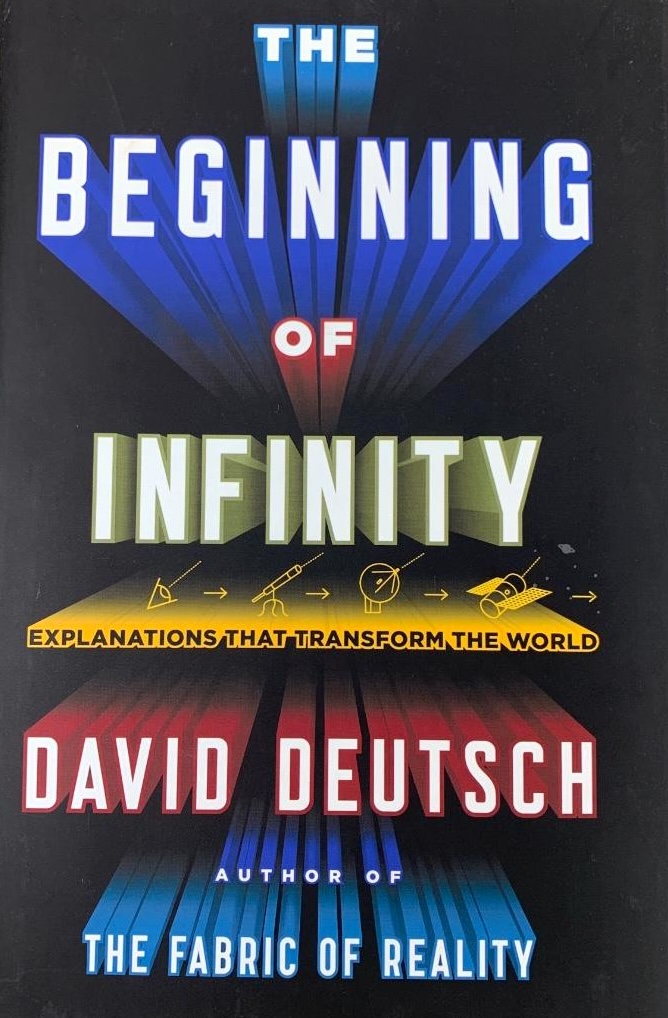 THE
BEGINNING
OF
INFINITY
EXPLANATIONS THAT TRANSFORM THE WORLD
DAVID DEUTSCH
AUTHOR OF
THE FABRIC OF REALITY